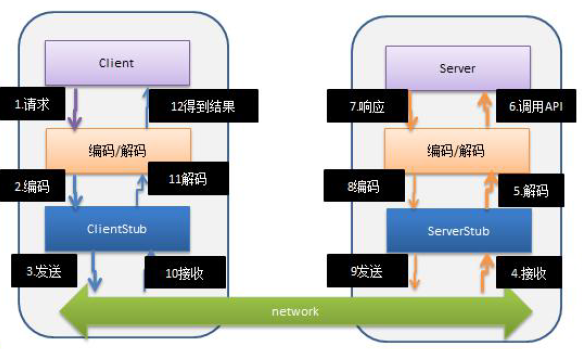 Client
Server
1.请求
12得到结果
7.响应
6.调用API
编码/解码
编码/解码
2.编码
11解码
8编码
5.解码
ClientStub
ServerStub
3.发送
10接收
9发送
4.接收
network